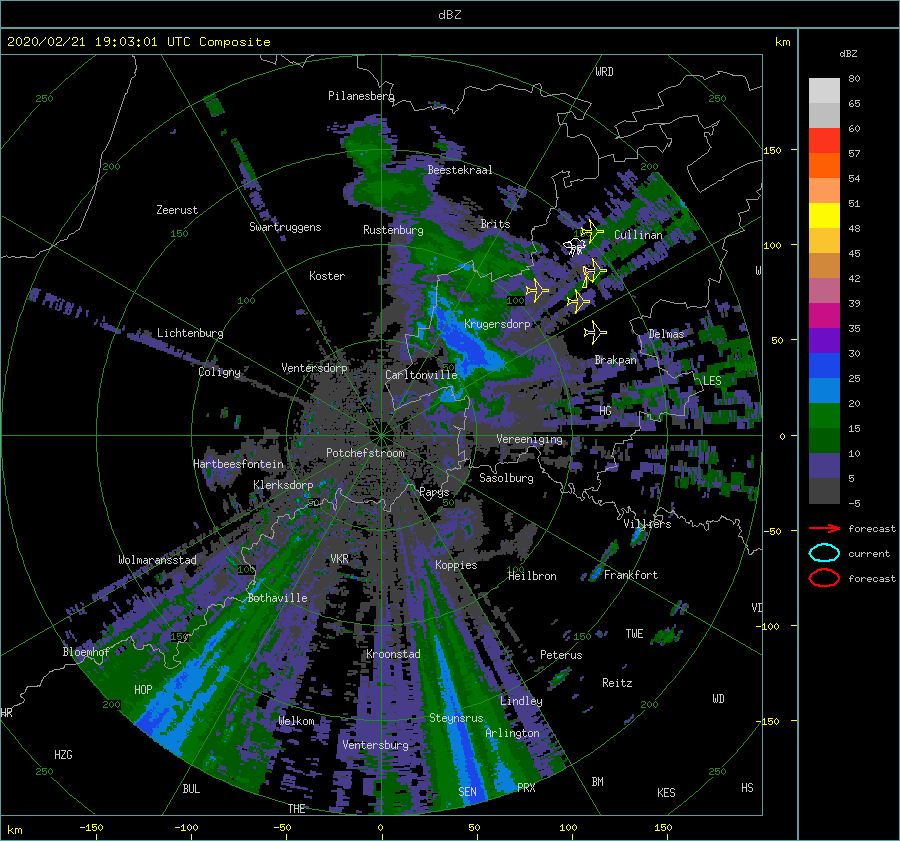 dBZ
2020/02/21 19:03:01 UTC Composite
km
dBZ
WRD
250
Pilanesberg
250
80
65
60
57
54
51
48
45
42
39
35
30
25
20
15
10
5
-5
forecast
current
forecast
150
200
Beestekraal
200
Zeerust
Swartruggens
150
Rustenburg
Brits
Cullinan
100
Koster
W
100
100
Lichtenburg
Krugersdorp
Delmas
50
Coligny
Ventersdorp
Carltonville
Brakpan
LES
HG
0
Vereeniging
Hartbeesfontein
Potchefstroom
Klerksdorp
Sasolburg
Parys
50
50
Villiers
-50
Wolmaransstad
VKR
Koppies
100
100
Heilbron
Frankfort
Bothaville
VD
-100
150
150
TWE
Bloemhof
Kroonstad
Peterus
HOP
Reitz
HR
200
Lindley
200
WD
Welkom
Steynsrus
-150
Arlington
HZG
Ventersburg
250
250
BUL
SEN
PRX
BM
KES
HS
THE
km
-150
-100
-50
0
50
100
150